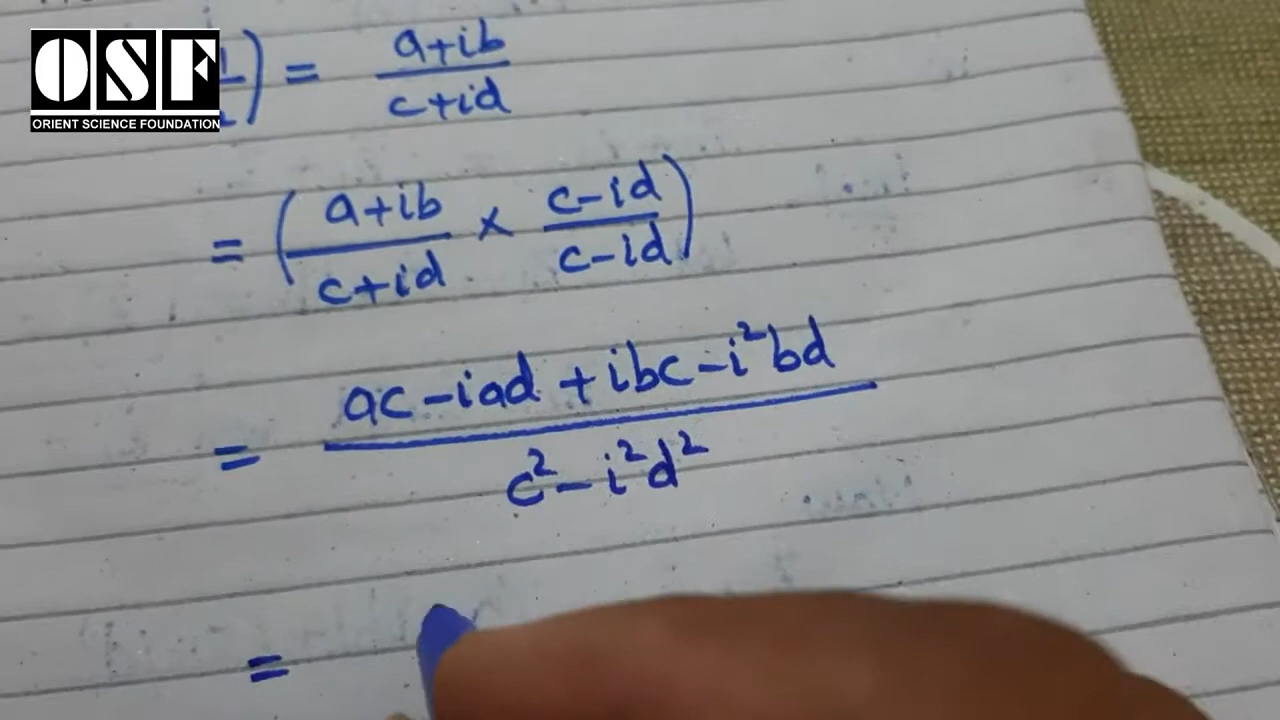 OSF
ORIENT SCIENCE FOUNDATION
) = a+ib / c+id
= ( a+ib / c+id × c-id / c-id )
= ac-iad+ibc-i²bd / c²-i²d²
=